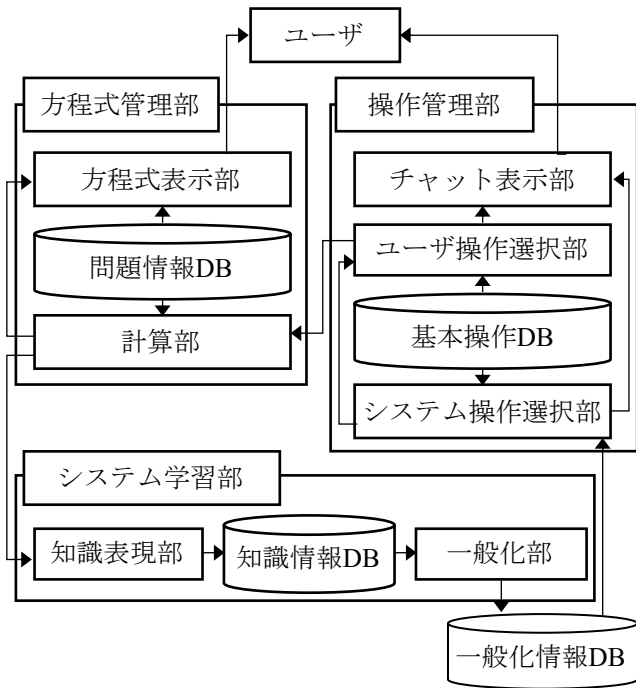 ユーザ
方程式管理部
操作管理部
方程式表示部
チャット表示部
問題情報DB
ユーザ操作選択部
計算部
基本操作DB
システム操作選択部
システム学習部
知識表現部
知識情報DB
一般化部
一般化情報DB